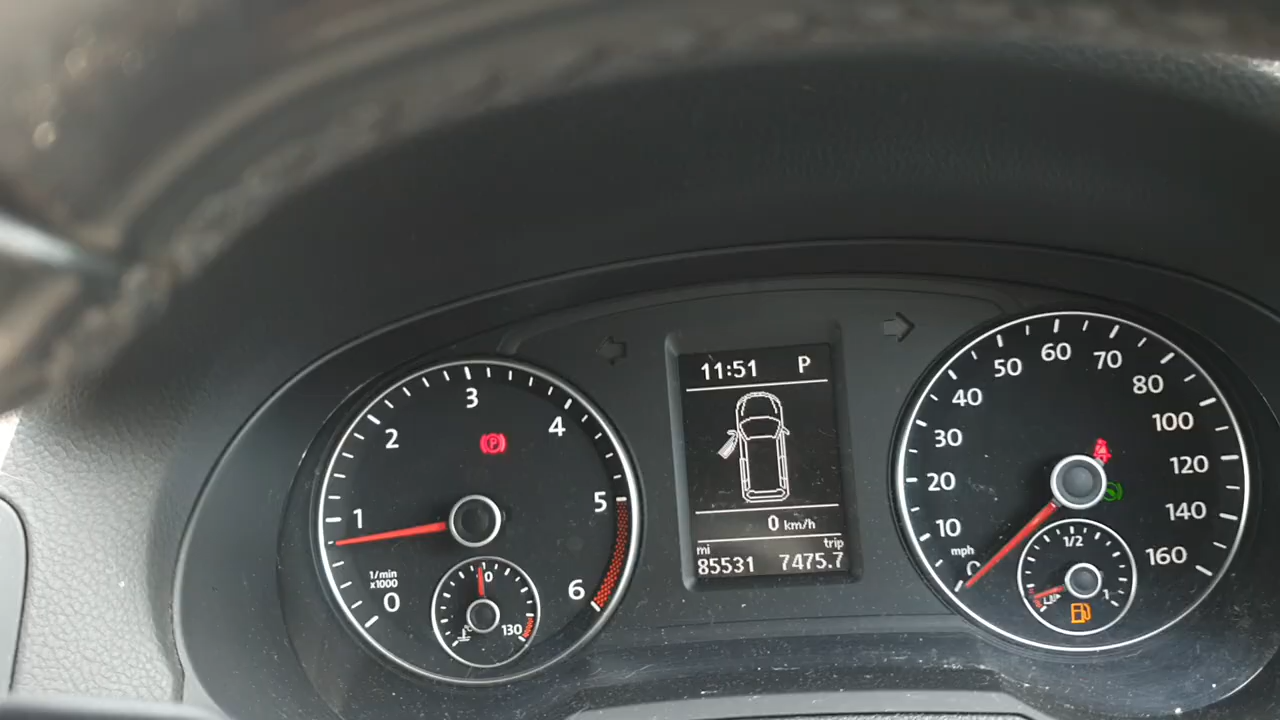 11:51 P
0 km/h
mi trip
85531 7475.7
0 1 2 3 4 5 6
1/min
x1000
P
130
0 10 20 30 40 50 60 70 80 100 120 140 160
mph
1/2
1